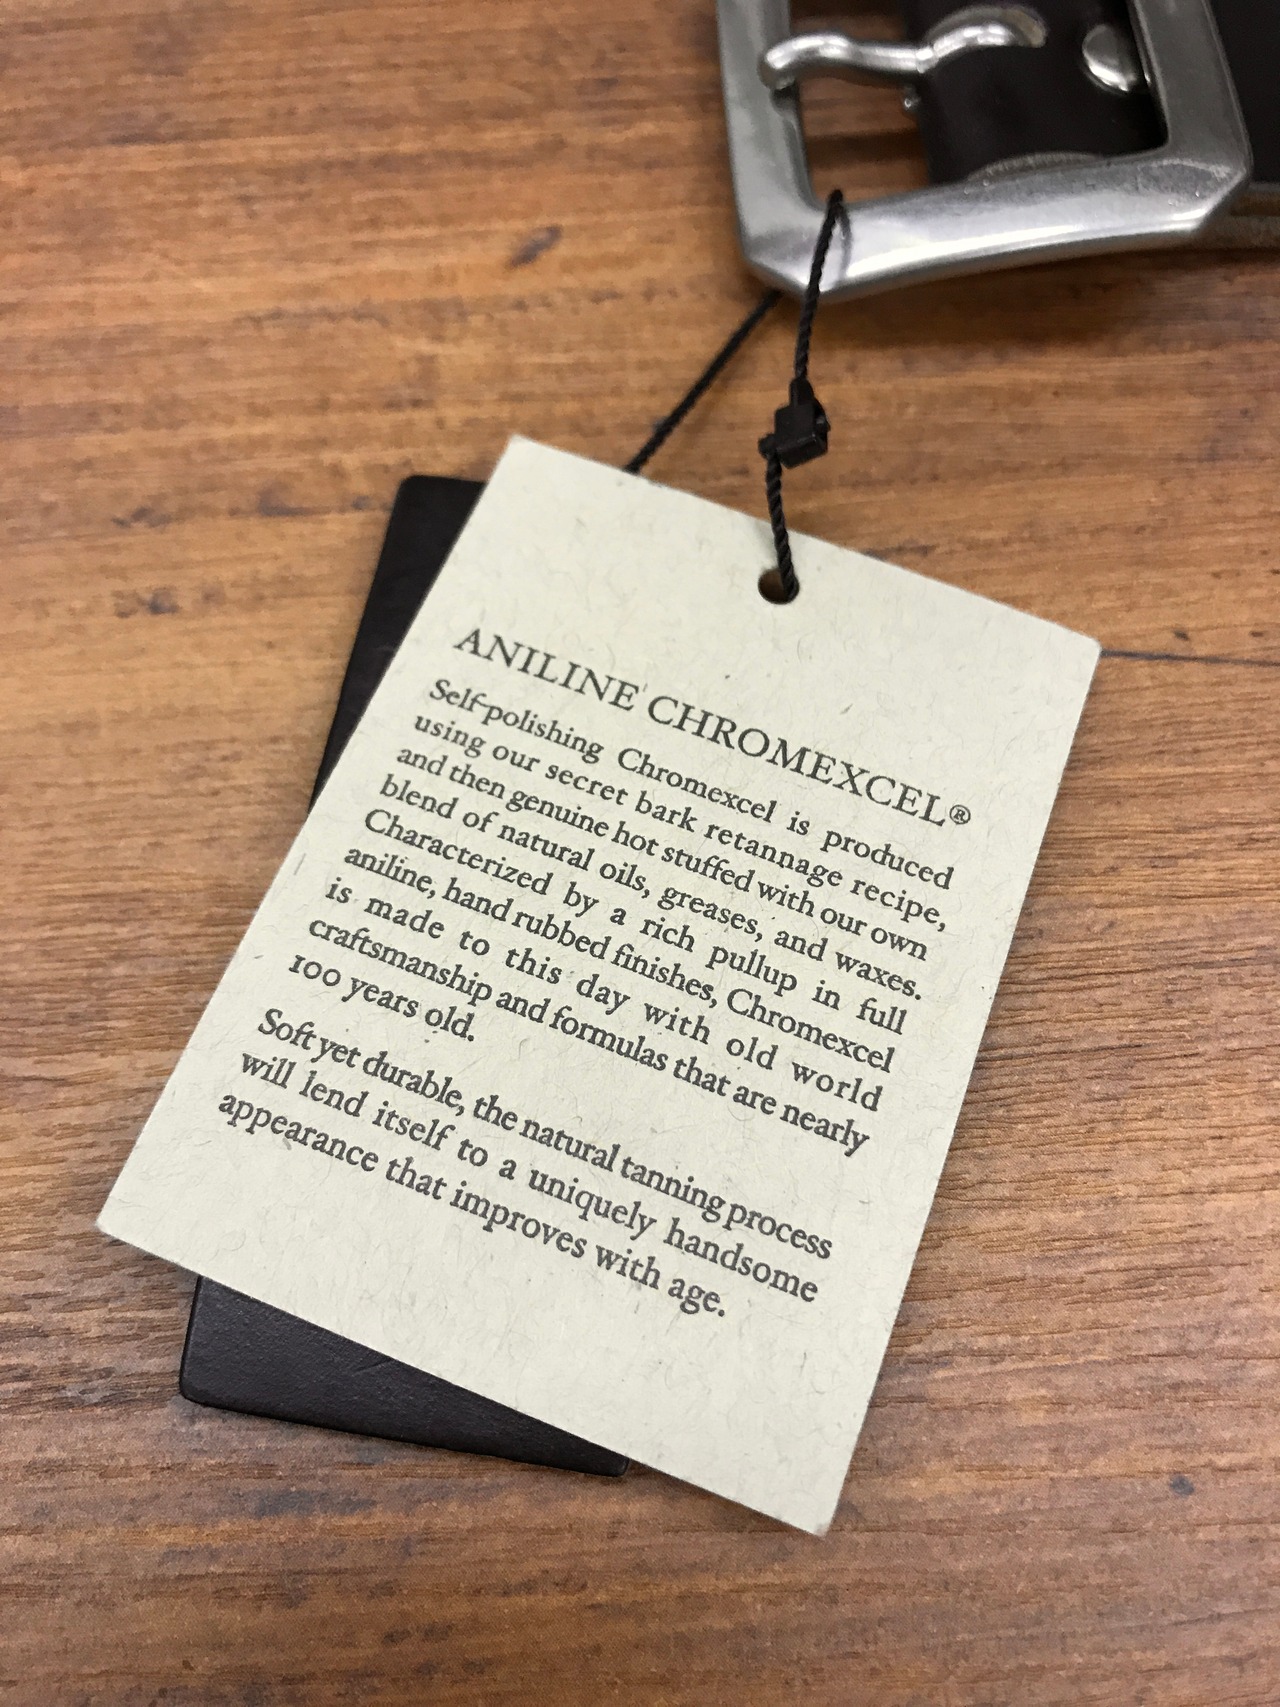 ANILINE CHROMEXCEL®
Self-polishing Chromexcel is produced
using our secret bark retannage recipe,
and then genuine hot stuffed with our own
blend of natural oils, greases, and waxes.
Characterized by a rich pullup in full
aniline, hand rubbed finishes, Chromexcel
is made to this day with old world
craftsmanship and formulas that are nearly
100 years old.
Soft yet durable, the natural tanning process
will lend itself to a uniquely handsome
appearance that improves with age.